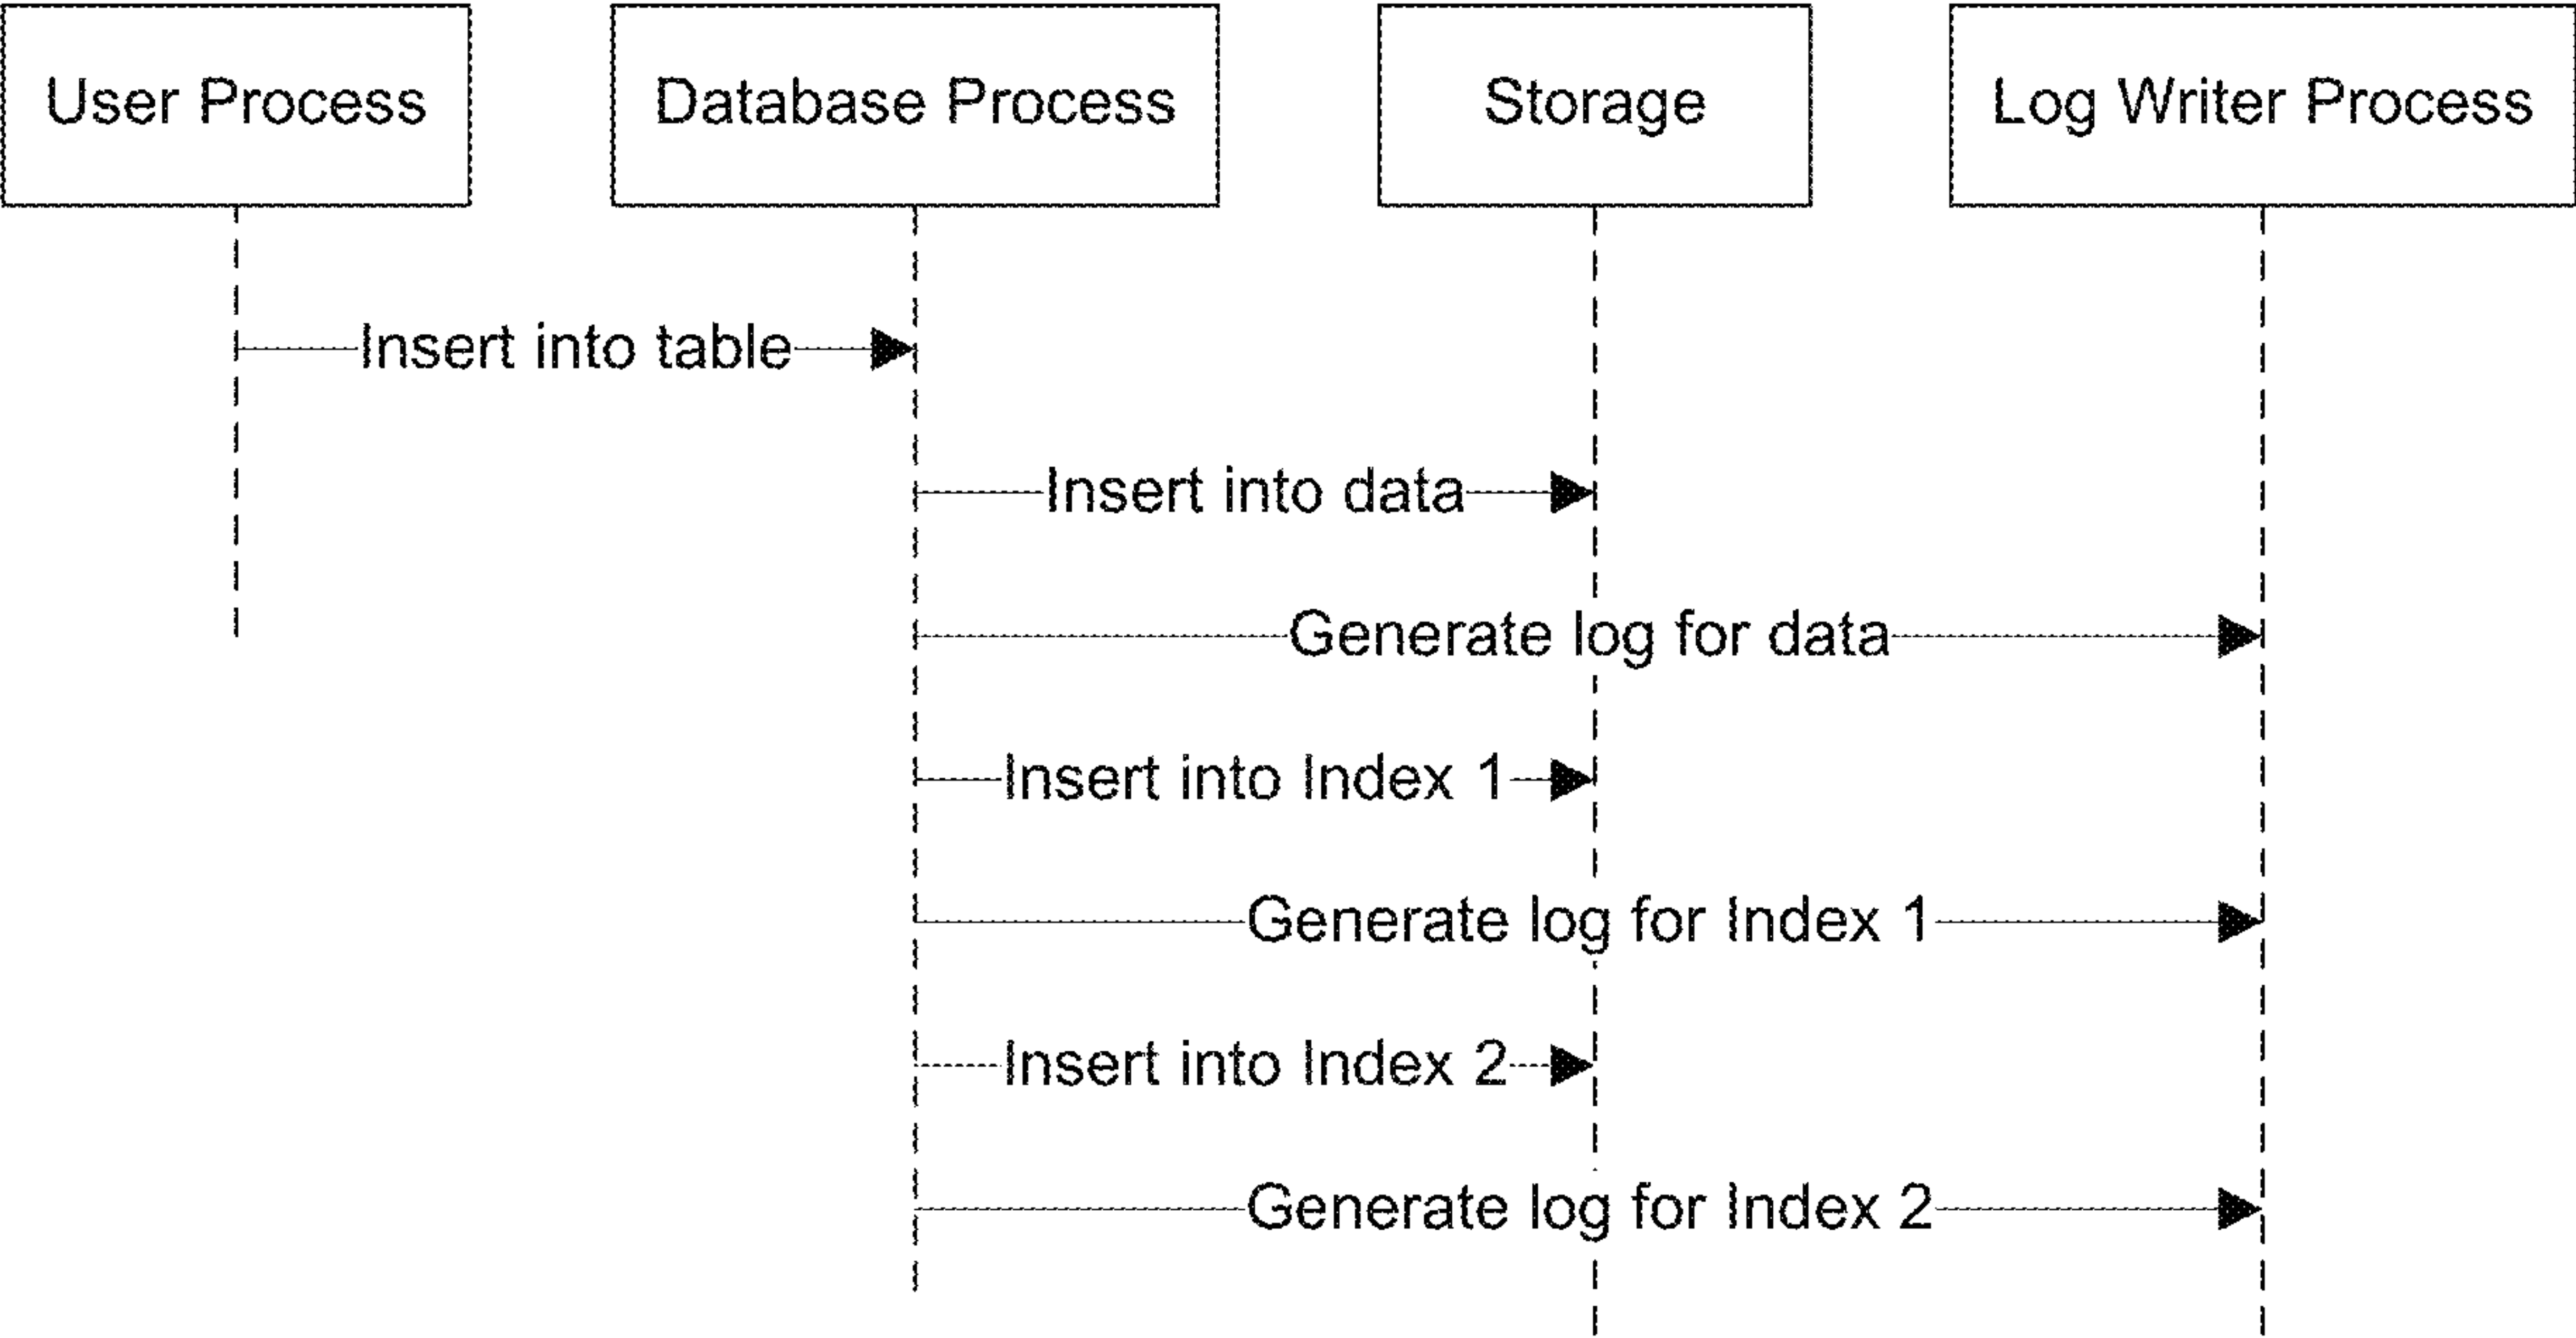 User Process
Database Process
Storage
Log Writer Process
Insert into table
Insert into data
Generate log for data
Insert into Index 1
Generate log for Index 1
Insert into Index 2
Generate log for Index 2